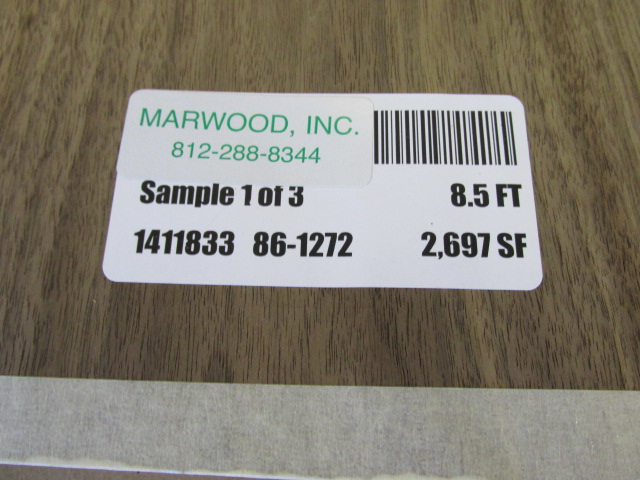 MARWOOD, INC.
812-288-8344
Sample 1 of 3 8.5 FT
1411833 86-1272 2,697 SF